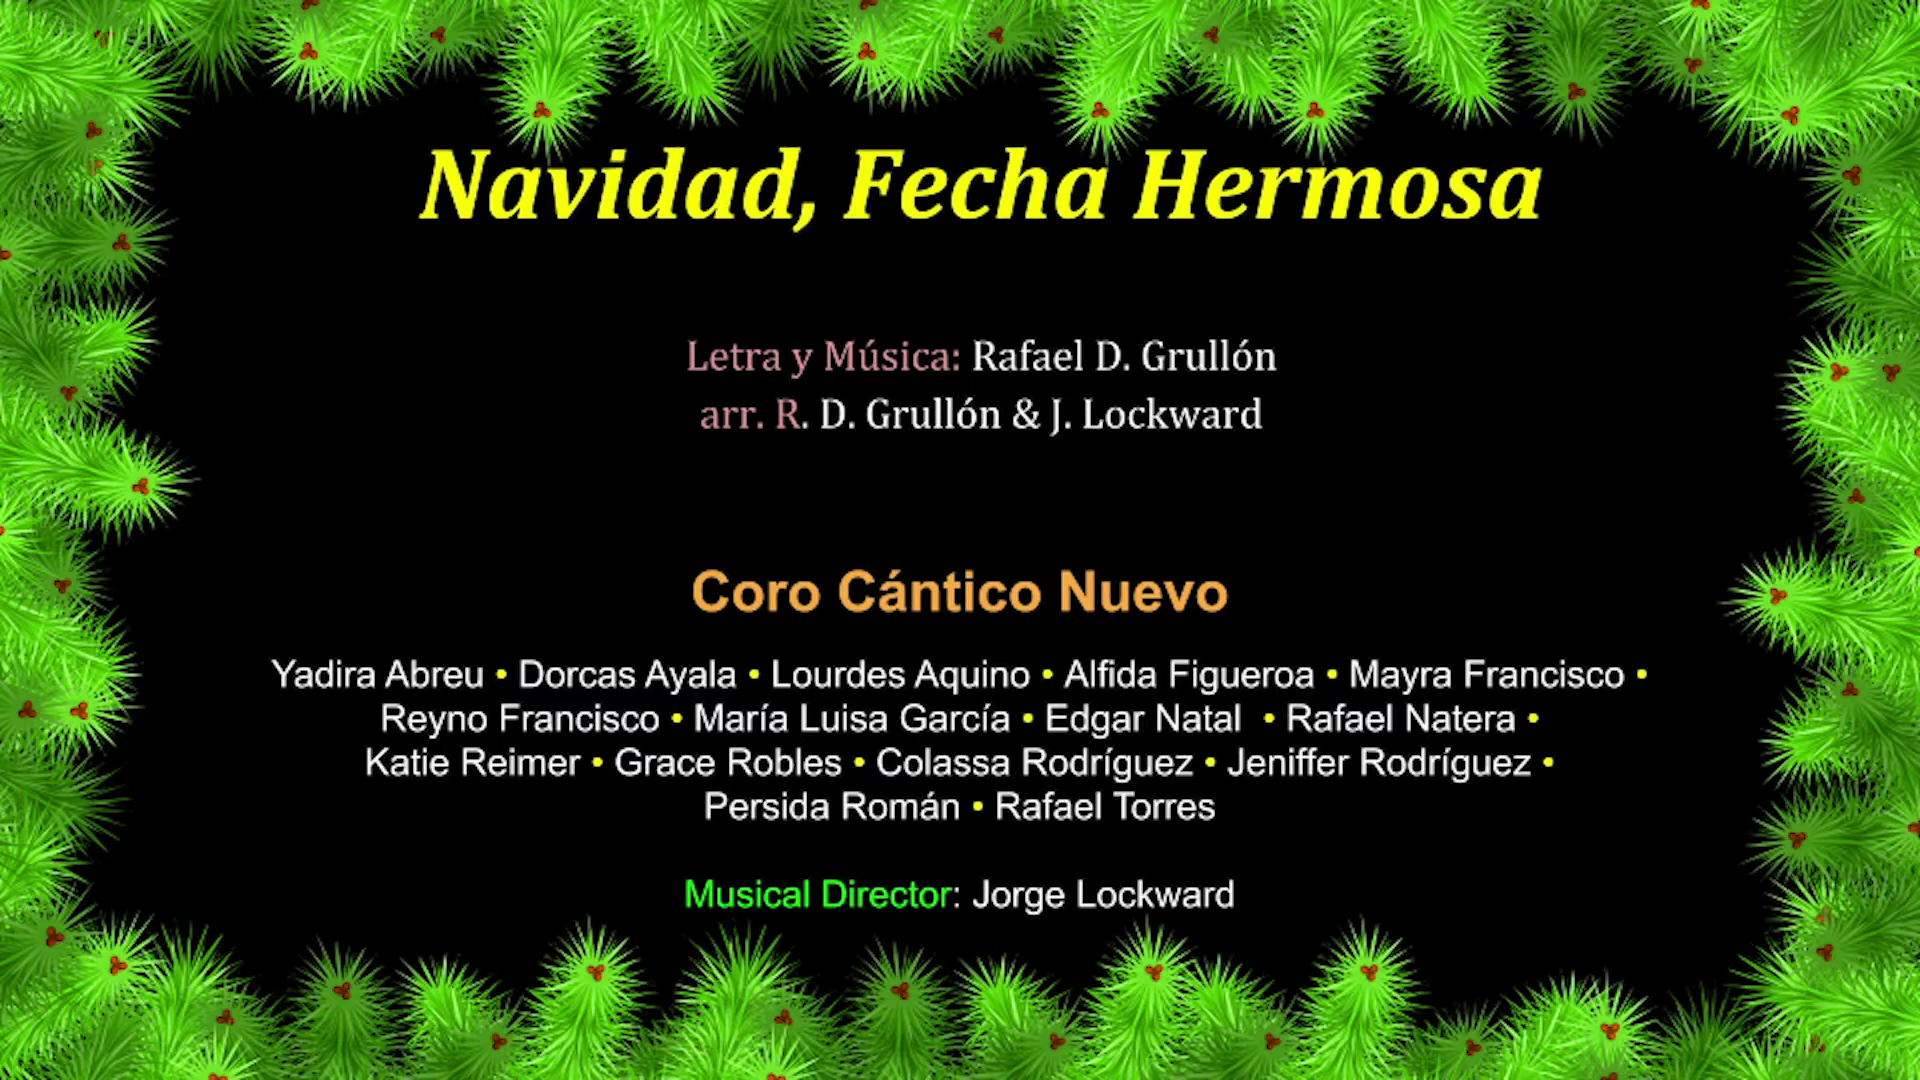 Navidad, Fecha Hermosa
Letra y Música: Rafael D. Grullón
arr. R. D. Grullón & J. Lockward
Coro Cántico Nuevo
Yadira Abreu • Dorcas Ayala • Lourdes Aquino • Alfida Figueroa • Mayra Francisco •
Reyno Francisco • María Luisa García • Edgar Natal • Rafael Natera •
Katie Reimer • Grace Robles • Colassa Rodríguez • Jeniffer Rodríguez •
Persida Román • Rafael Torres
Musical Director: Jorge Lockward